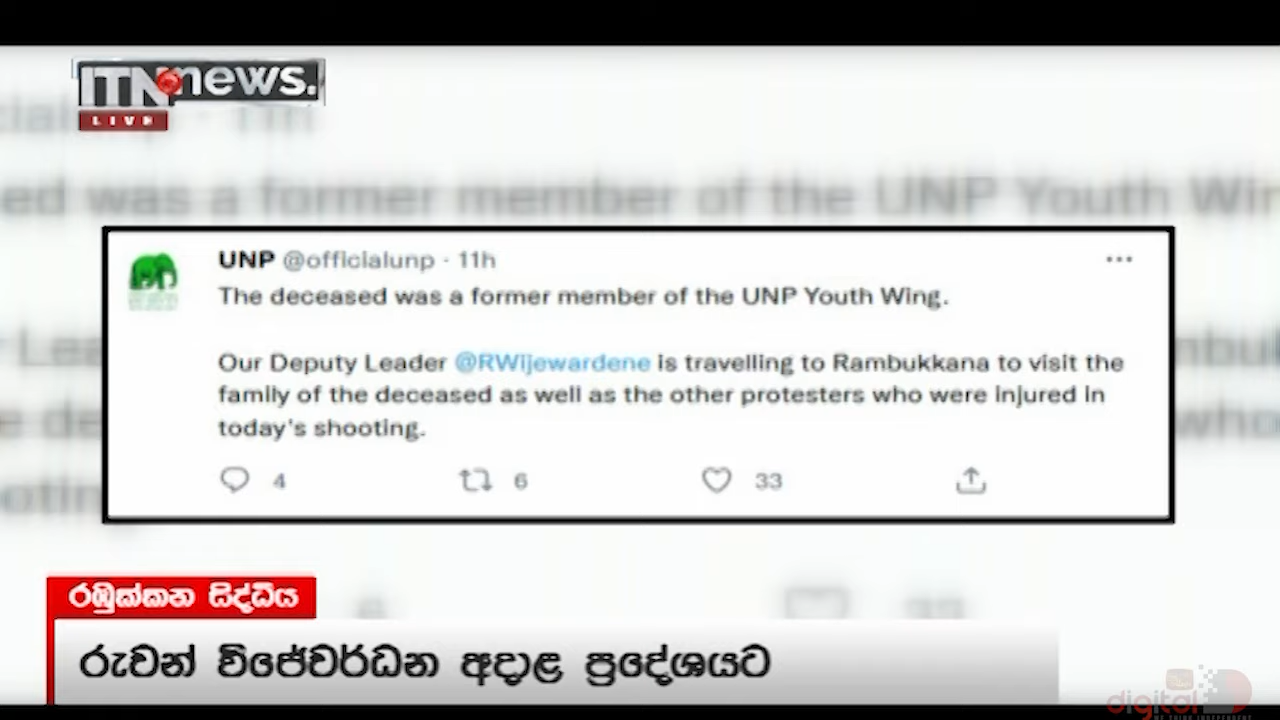 ITN news.
LIVE
UNP @officialunp · 11h
The deceased was a former member of the UNP Youth Wing.
Our Deputy Leader @RWijewardene is travelling to Rambukkana to visit the
family of the deceased as well as the other protesters who were injured in
today's shooting.
4 6 33
රඹුක්කන සිද්ධිය
රුවන් විජේවර්ධන අදාළ ප්‍රදේශයට
digital